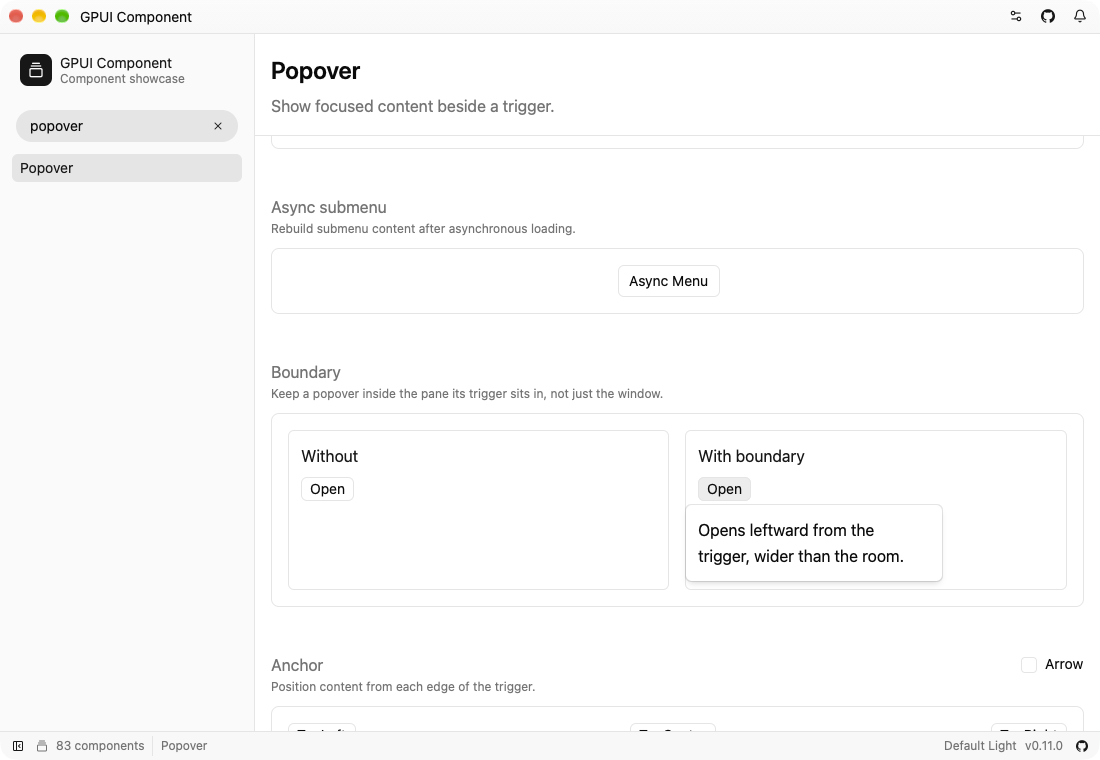 GPUI Component
GPUI Component
Component showcase
popover
Popover
Popover
Show focused content beside a trigger.
Async submenu
Rebuild submenu content after asynchronous loading.
Async Menu
Boundary
Keep a popover inside the pane its trigger sits in, not just the window.
Without
Open
With boundary
Open
Opens leftward from the
trigger, wider than the room.
Anchor
Arrow
Position content from each edge of the trigger.
83 components
Popover
Default Light
v0.11.0